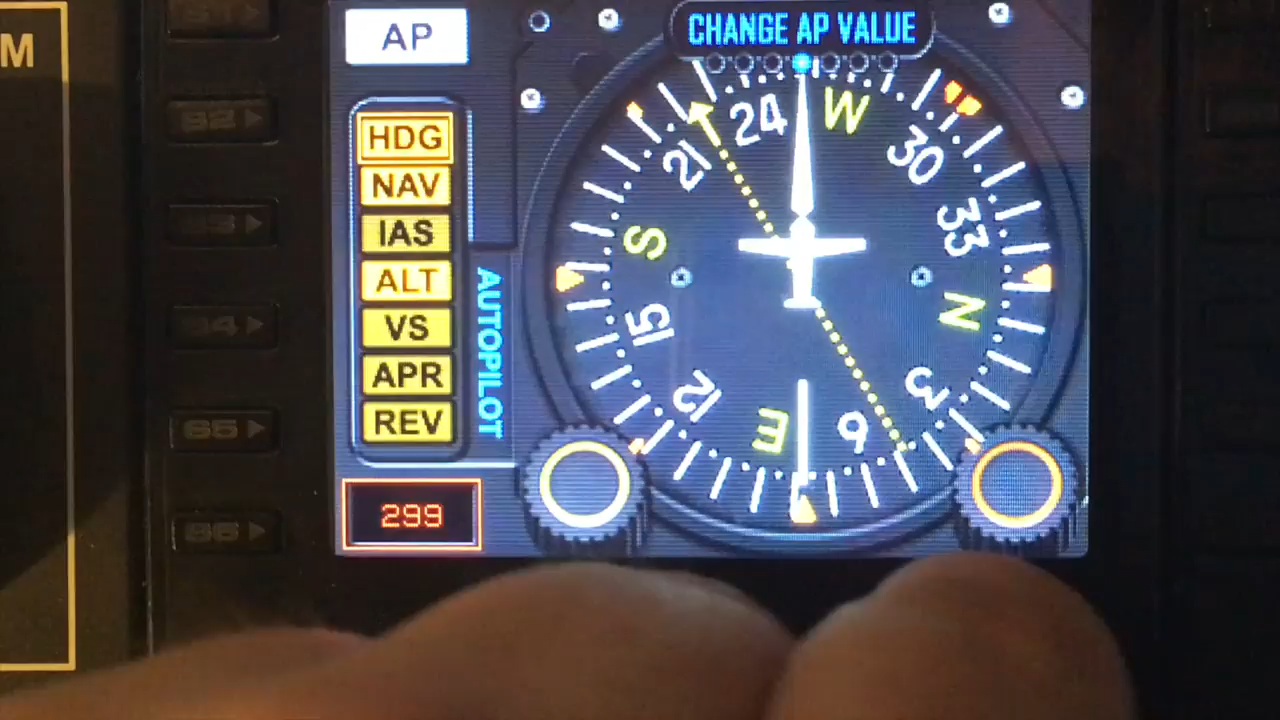 M
AP
CHANGE AP VALUE
HDG
NAV
IAS
ALT
VS
APR
REV
AUTOPILOT
299
24
W
30
33
N
3
6
E
12
15
S
21